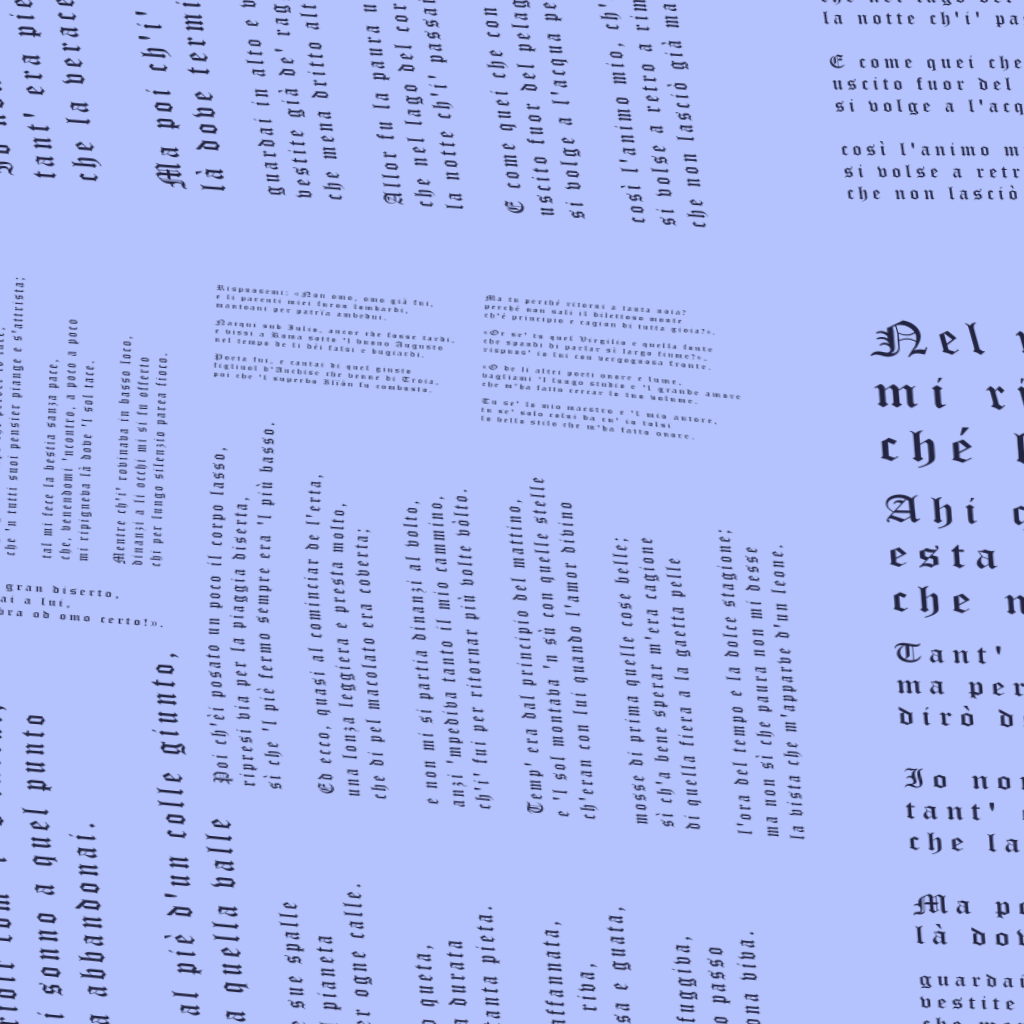 tant' era pie
che la verace
Ma poi ch'i'
là dove termi
guardai in alto e v
vestite già de' rag
che mena dritto alt
Allor fu la paura u
che nel lago del cor
la notte ch'i' passai
E come quei che con
uscito fuor del pelag
si volge a l'acqua pe
così l'animo mio, ch
si volse a retro a rim
che non lasciò già ma
la notte ch'i' pa
E come quei che
uscito fuor del
si volge a l'acq
così l'animo m
si volse a retr
che non lasciò
che 'n tutti suoi pensier piange e s'attrista;
tal mi fece la bestia sanza pace,
che, venendomi 'ncontro, a poco a poco
mi ripigneva là dove 'l sol tace.
Mentre ch'i' rovinava in basso loco,
dinanzi a li occhi mi si fu offerto
chi per lungo silenzio parea fioco.
gran diserto,
ai a lui,
bra od omo certo!».
Rispuosemi: «Non omo, omo già fui,
e li parenti miei furon lombardi,
mantoani per patrïa ambedui.
Nacqui sub Iulio, ancor che fosse tardi,
e vissi a Roma sotto 'l buono Augusto
nel tempo de li dèi falsi e bugiardi.
Poeta fui, e cantai di quel giusto
figliuol d'Anchise che venne di Troia,
poi che 'l superbo Ilïón fu combusto.
Ma tu perché ritorni a tanta noia?
perché non sali il dilettoso monte
ch'è principio e cagion di tutta gioia?».
«Or se' tu quel Virgilio e quella fonte
che spandi di parlar sì largo fiume?»,
rispuos' io lui con vergognosa fronte.
«O de li altri poeti onore e lume,
vagliami 'l lungo studio e 'l grande amore
che m'ha fatto cercar lo tuo volume.
Tu se' lo mio maestro e 'l mio autore,
tu se' solo colui da cu' io tolsi
lo bello stilo che m'ha fatto onore.
Poi ch'èi posato un poco il corpo lasso,
ripresi via per la piaggia diserta,
sì che 'l piè fermo sempre era 'l più basso.
Ed ecco, quasi al cominciar de l'erta,
una lonza leggiera e presta molto,
che di pel macolato era coverta;
e non mi si partia dinanzi al volto,
anzi 'mpediva tanto il mio cammino,
ch'i' fui per ritornar più volte vòlto.
Temp' era dal principio del mattino,
e 'l sol montava 'n sù con quelle stelle
ch'eran con lui quando l'amor divino
mosse di prima quelle cose belle;
sì ch'a bene sperar m'era cagione
di quella fiera a la gaetta pelle
l'ora del tempo e la dolce stagione;
ma non sì che paura non mi desse
la vista che m'apparve d'un leone.
Nel
mi ri
ché
Ahi
esta
che
Tant'
ma per
dirò d
Io non
tant'
che la
Ma po
là dov
guardai
vestite
i sonno a quel punto
a abbandonai.
al piè d'un colle giunto,
a quella valle
sue spalle
pianeta
er ogne calle.
queta,
durata
tanta pieta.
affannata,
riva,
sa e guata,
fuggiva,
o passo
ona viva.